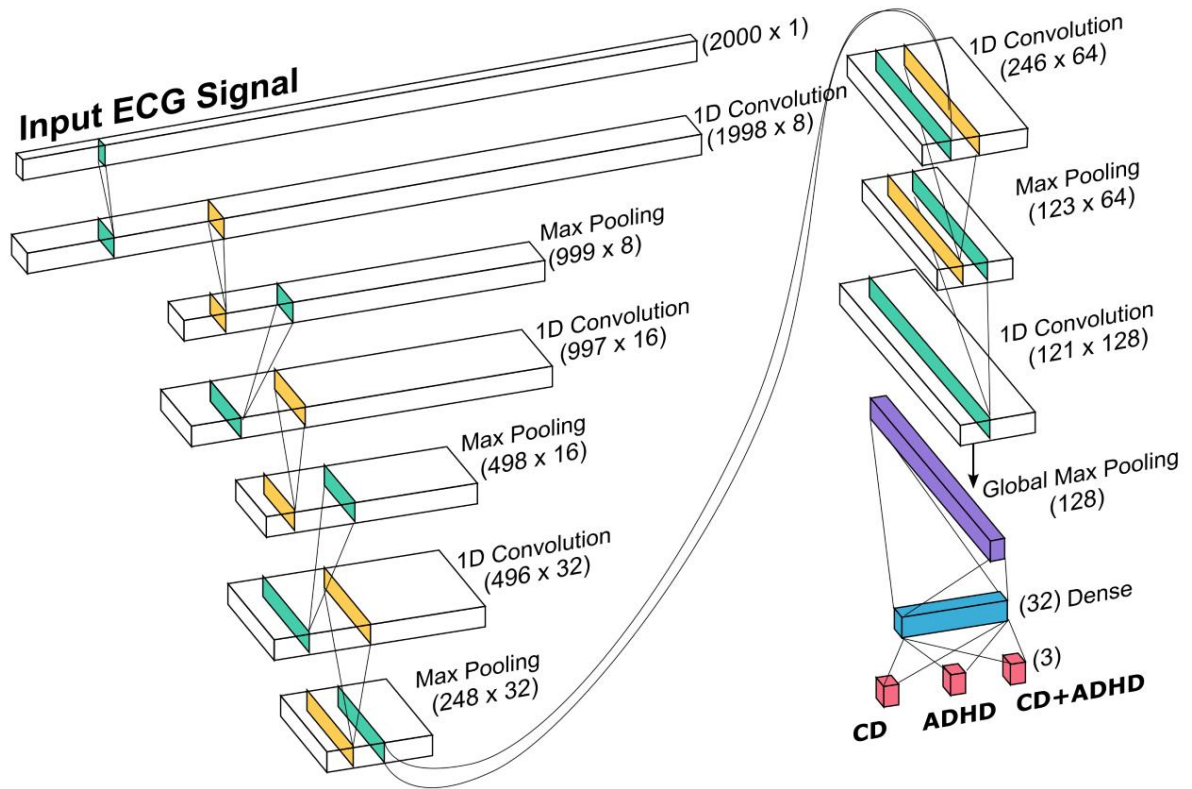 Input ECG Signal
(2000 x 1)
1D Convolution
(1998 x 8)
Max Pooling
(999 x 8)
1D Convolution
(997 x 16)
Max Pooling
(498 x 16)
1D Convolution
(496 x 32)
Max Pooling
(248 x 32)
1D Convolution
(246 x 64)
Max Pooling
(123 x 64)
1D Convolution
(121 x 128)
Global Max Pooling
(128)
(32) Dense
(3)
CD
ADHD
CD+ADHD